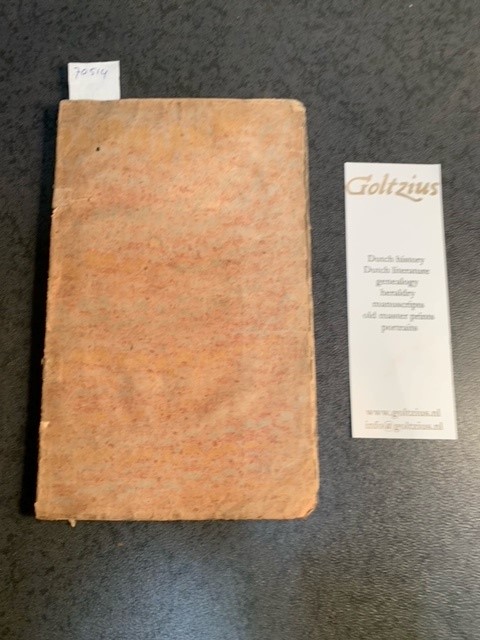 70514
Goltzius
Dutch history
Dutch literature
genealogy
heraldry
manuscripts
old master prints
portraits
www.goltzius.nl
info@goltzius.nl